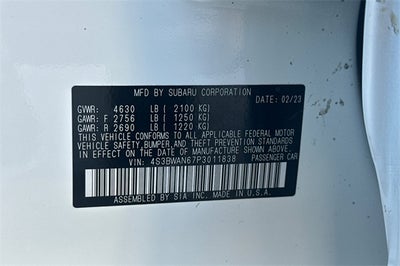 MFD BY SUBARU CORPORATION
GVWR: 4630 LB ( 2100 KG) DATE: 02/23
GAWR: F 2756 LB ( 1250 KG)
GAWR: R 2690 LB ( 1220 KG)
THIS VEHICLE CONFORMS TO ALL APPLICABLE FEDERAL MOTOR
VEHICLE SAFETY, BUMPER, AND THEFT PREVENTION STANDARDS
IN EFFECT ON THE DATE OF MANUFACTURE SHOWN ABOVE.
VIN: 4S3BWAN67P3011838 PASSENGER CAR
ASSEMBLED BY SIA INC. MADE IN U.S.A.